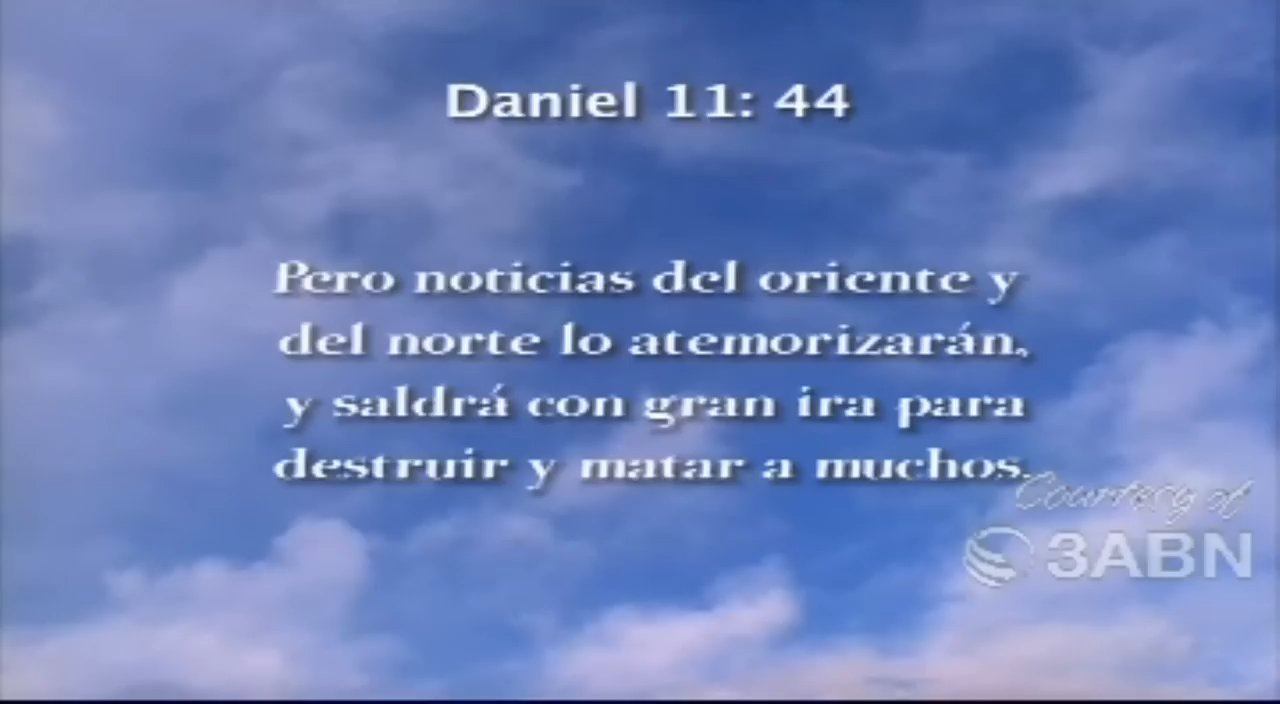 Daniel 11: 44
Pero noticias del oriente y
del norte lo atemorizarán,
y saldrá con gran ira para
destruir y matar a muchos.
Courtesy of
3ABN